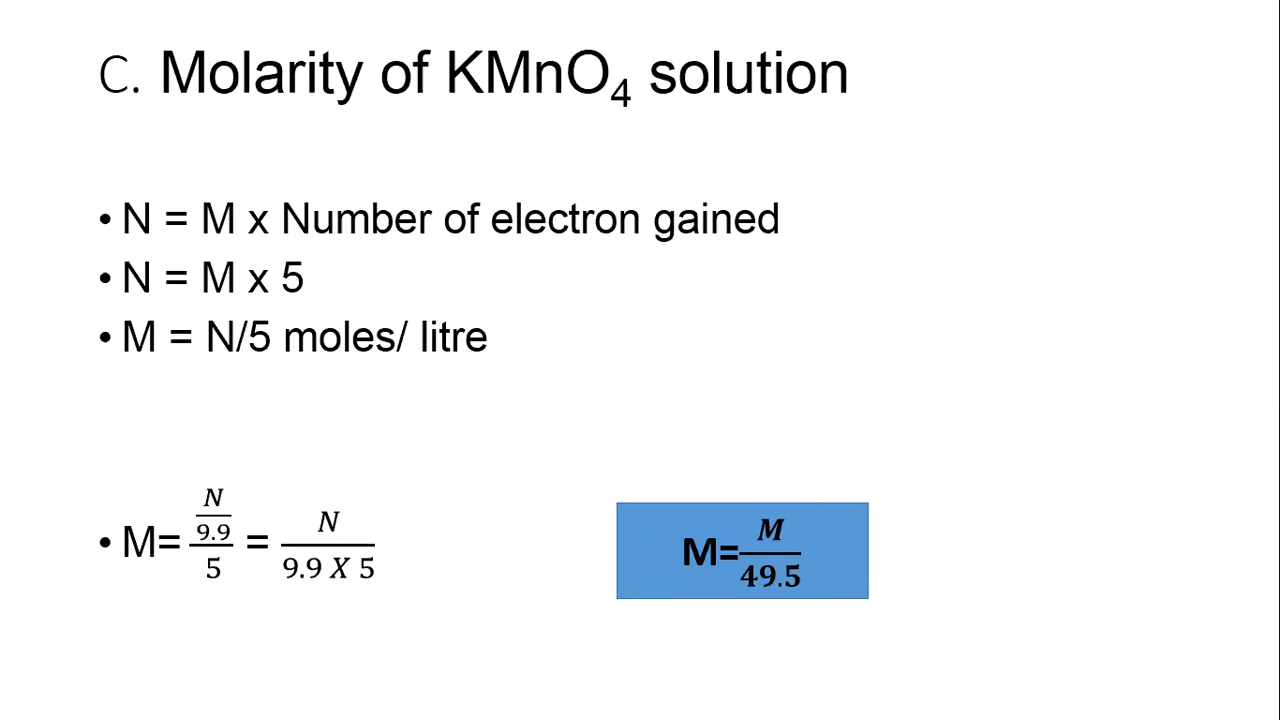 C. Molarity of KMnO₄ solution
• N = M x Number of electron gained
• N = M x 5
• M = N/5 moles/ litre
• M= N/9.9/5 = N/9.9 X 5
M= M/49.5